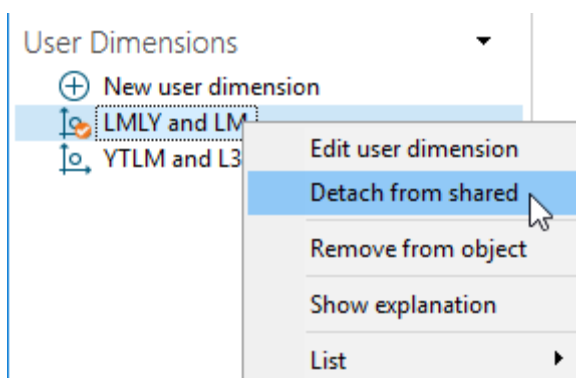 User Dimensions
New user dimension
LMLY and LM
YTLM and L3
Edit user dimension
Detach from shared
Remove from object
Show explanation
List